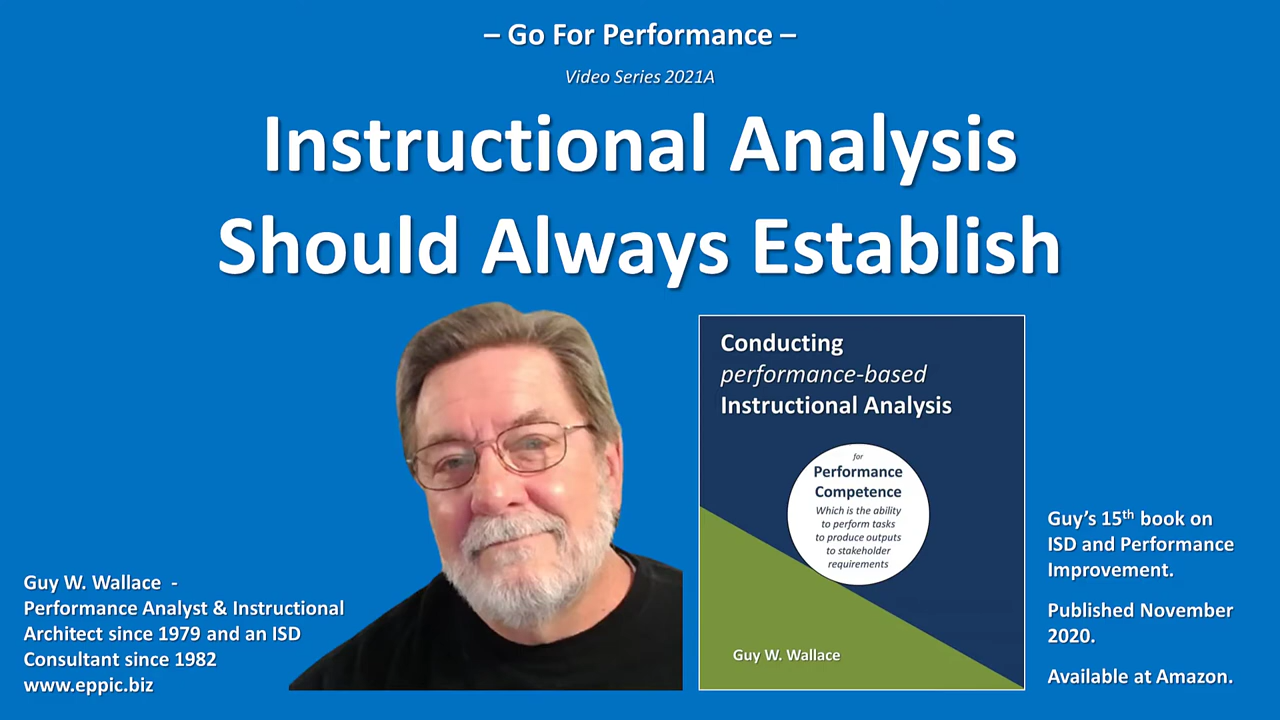 – Go For Performance –
Video Series 2021A
Instructional Analysis
Should Always Establish
Conducting
performance-based
Instructional Analysis
for
Performance
Competence
Which is the ability
to perform tasks
to produce outputs
to stakeholder
requirements
Guy W. Wallace
Guy W. Wallace -
Performance Analyst & Instructional
Architect since 1979 and an ISD
Consultant since 1982
www.eppic.biz
Guy's 15th book on
ISD and Performance
Improvement.
Published November
2020.
Available at Amazon.